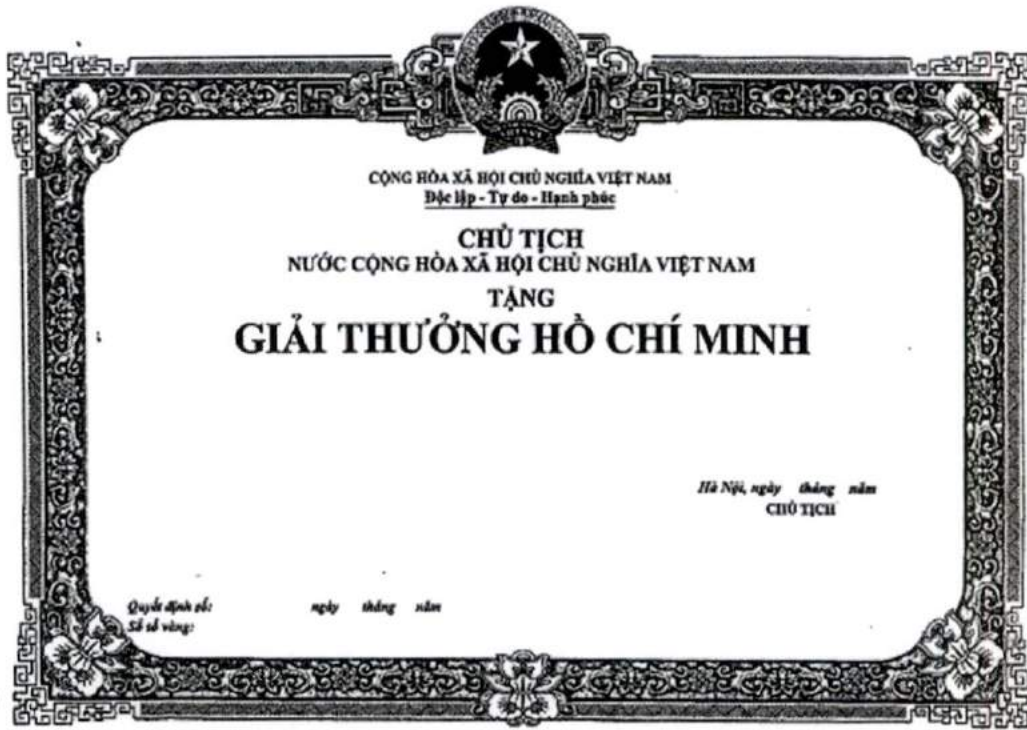 CỘNG HÒA XÃ HỘI CHỦ NGHĨA VIỆT NAM
Độc lập - Tự do - Hạnh phúc
CHỦ TỊCH
NƯỚC CỘNG HÒA XÃ HỘI CHỦ NGHĨA VIỆT NAM
TẶNG
GIẢI THƯỞNG HỒ CHÍ MINH
Hà Nội, ngày tháng năm
CHỦ TỊCH
Quyết định số: ngày tháng năm
Số sổ vàng: